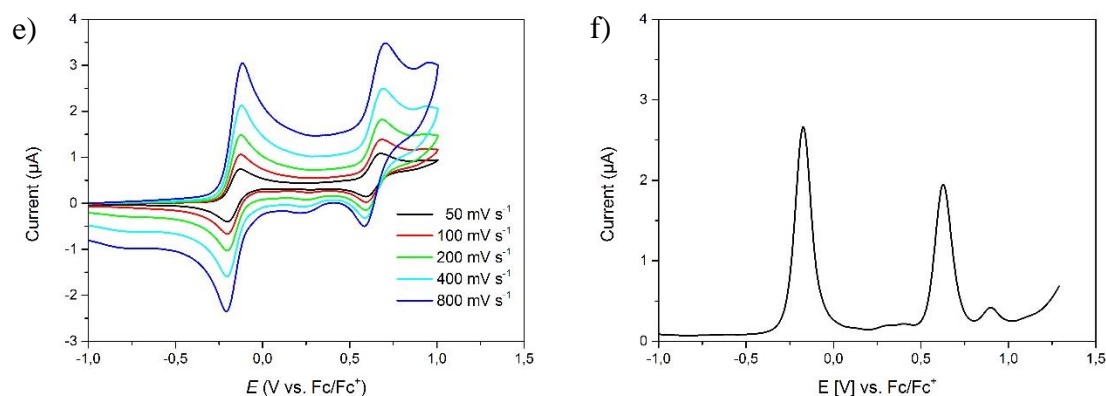 e)
4
3
2
1
0
-1
-2
-3
Current (µA)
-1,0
-0,5
0,0
0,5
1,0
1,5
E (V vs. Fc/Fc⁺)
50 mV s⁻¹
100 mV s⁻¹
200 mV s⁻¹
400 mV s⁻¹
800 mV s⁻¹
f)
4
3
2
1
0
Current (µA)
-1,0
-0,5
0,0
0,5
1,0
1,5
E [V] vs. Fc/Fc⁺